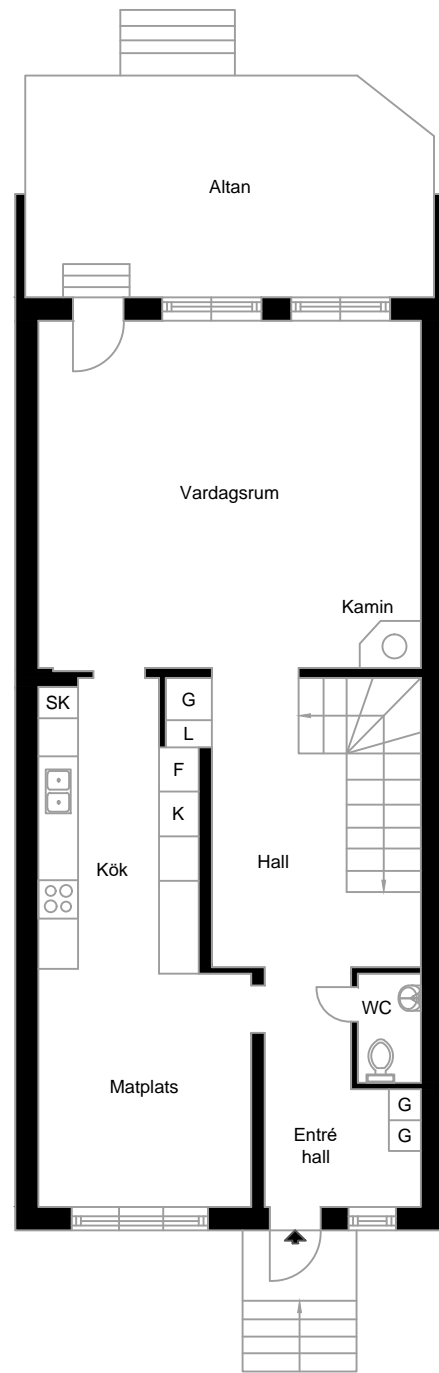 Altan
Vardagsrum
Kamin
SK
G
L
F
K
Kök
Hall
WC
Matplats
G
G
Entré
hall